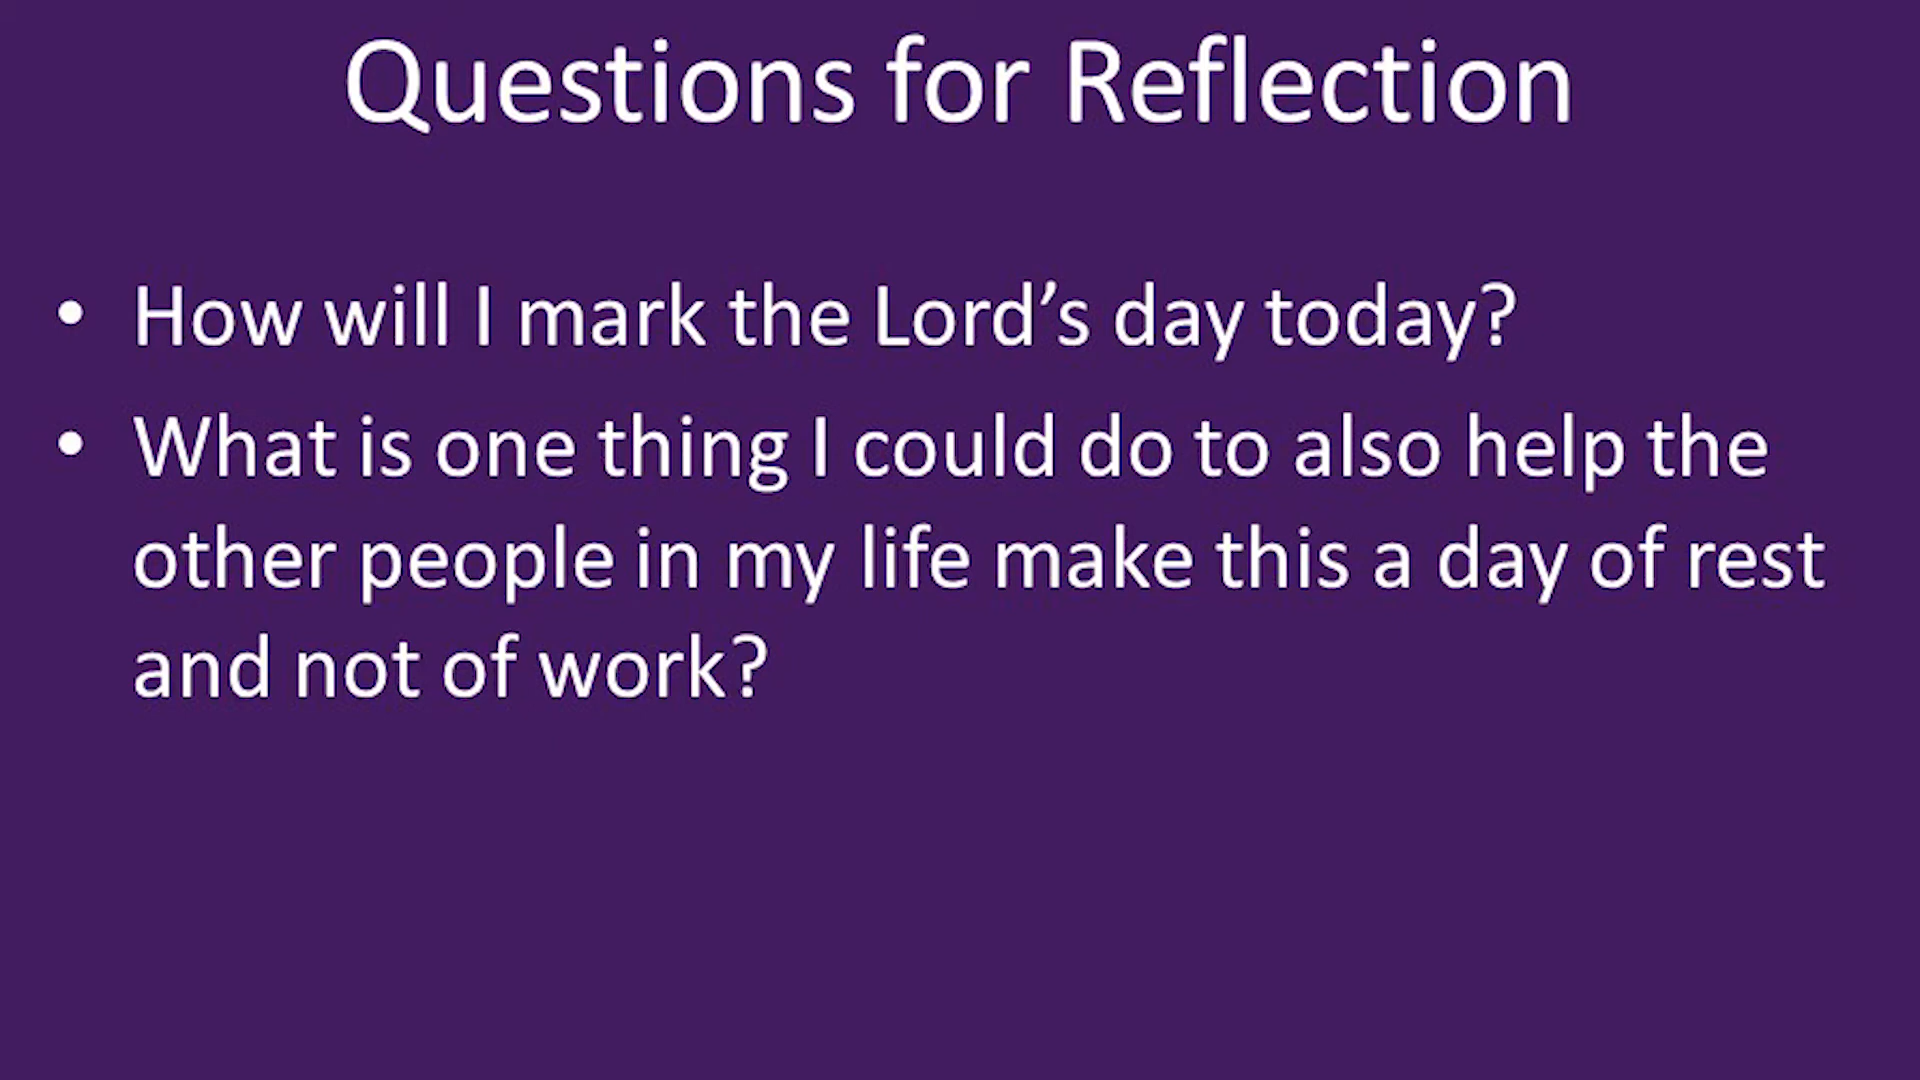 Questions for Reflection
• How will I mark the Lord’s day today?
• What is one thing I could do to also help the
other people in my life make this a day of rest
and not of work?